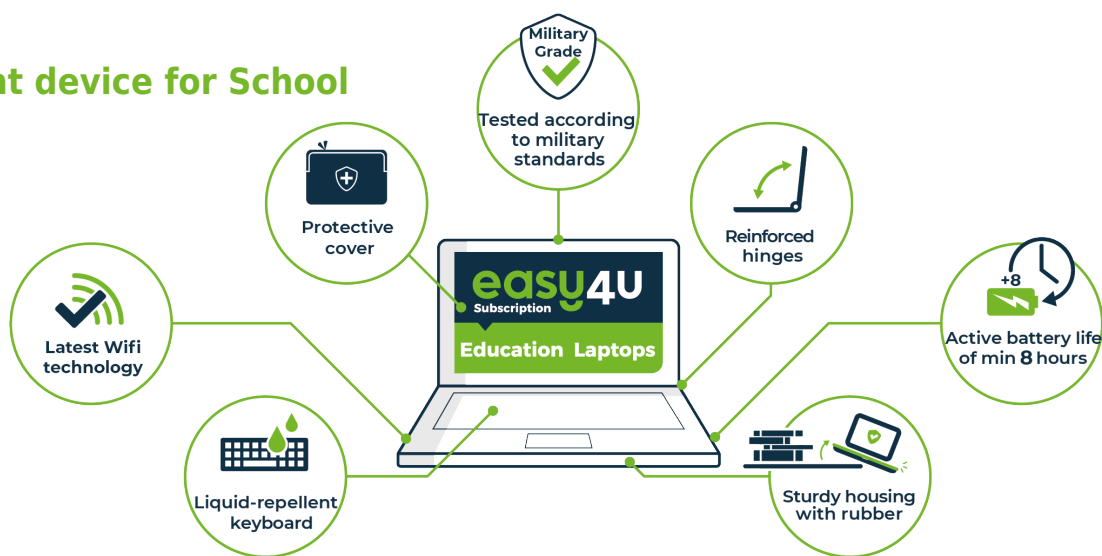 nt device for School
Military
Grade
Tested according
to military
standards
Protective
cover
Reinforced
hinges
easy4U
Subscription
Education Laptops
Latest Wifi
technology
+8
Active battery life
of min 8 hours
Liquid-repellent
keyboard
Sturdy housing
with rubber